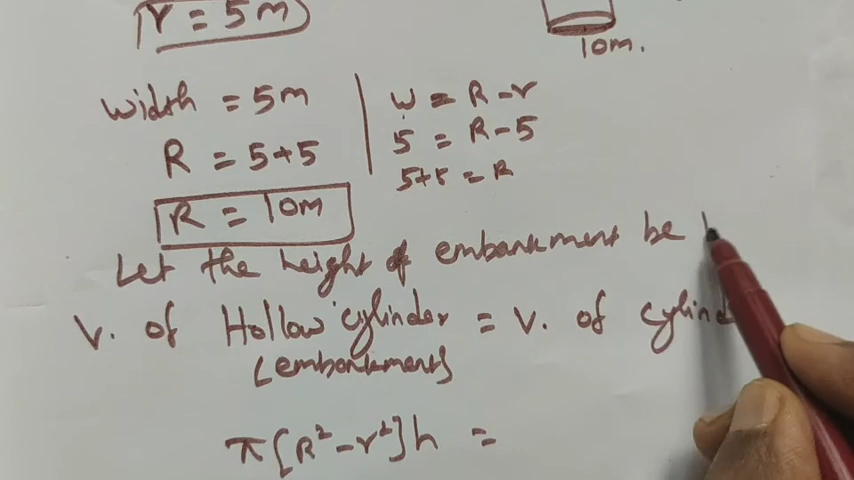 r = 5m
10m.
width = 5m
R = 5+5
R = 10m
w = R - r
5 = R - 5
5+5 = R
Let the height of embankment be
V. of Hollow cylinder = V. of cylind
(embankment)
π[R² - r²]h =